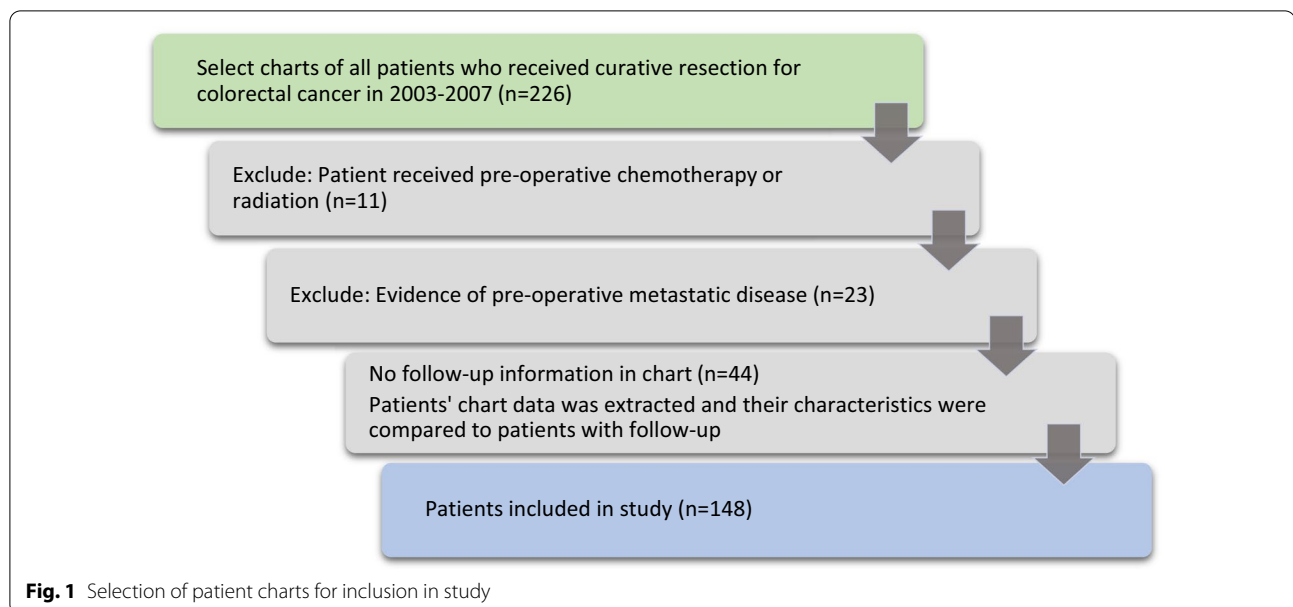 Select charts of all patients who received curative resection for
colorectal cancer in 2003-2007 (n=226)
Exclude: Patient received pre-operative chemotherapy or
radiation (n=11)
Exclude: Evidence of pre-operative metastatic disease (n=23)
No follow-up information in chart (n=44)
Patients' chart data was extracted and their characteristics were
compared to patients with follow-up
Patients included in study (n=148)
Fig. 1 Selection of patient charts for inclusion in study